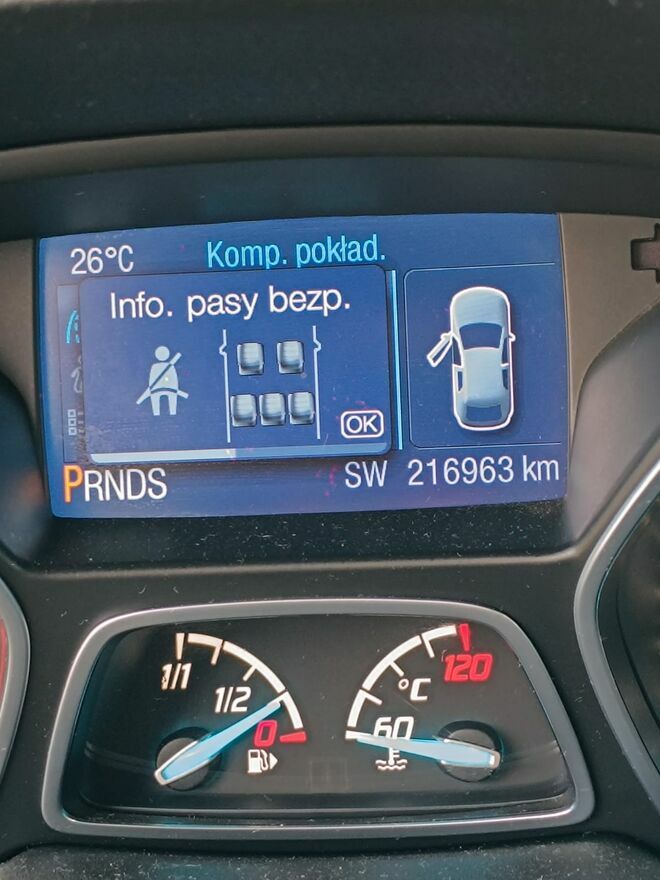 26°C Komp. pokład.
Info. pasy bezp.
OK
PRNDS SW 216963 km
1/1
1/2
0
120
°C
60